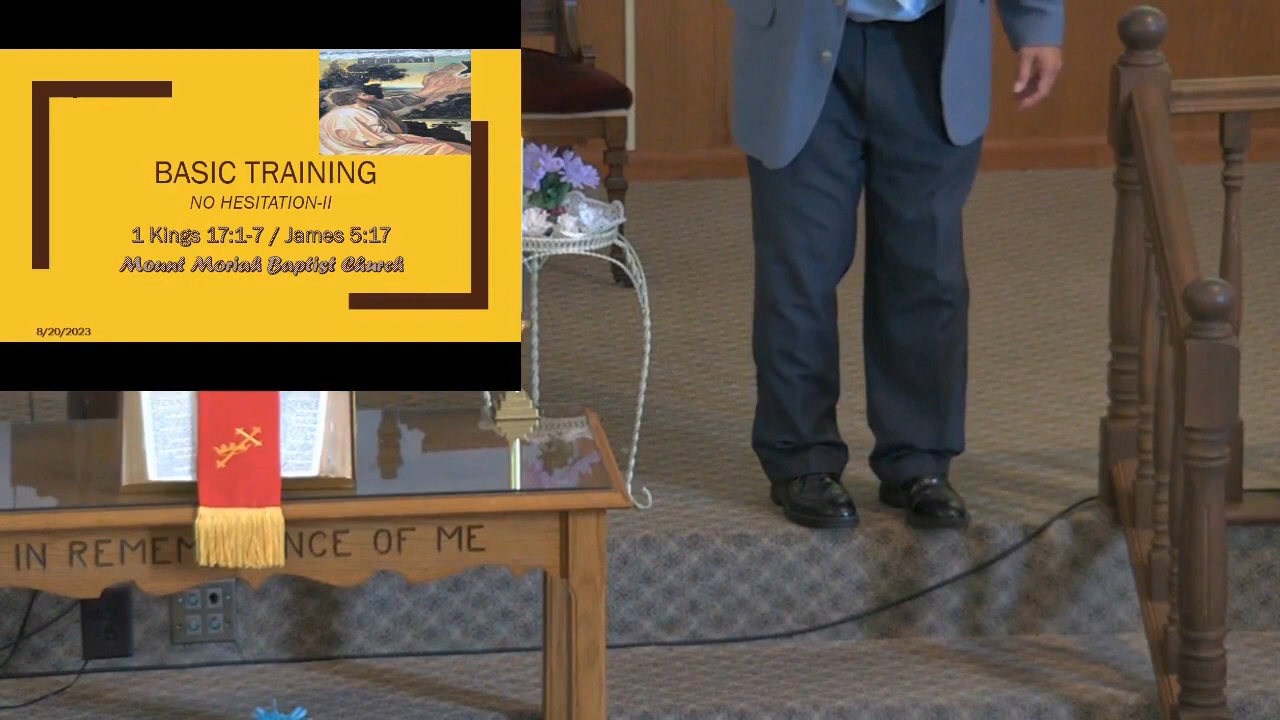 ELIJAH
BASIC TRAINING
NO HESITATION-II
1 Kings 17:1-7 / James 5:17
Mount Moriah Baptist Church
8/20/2023
IN REMEM NCE OF ME